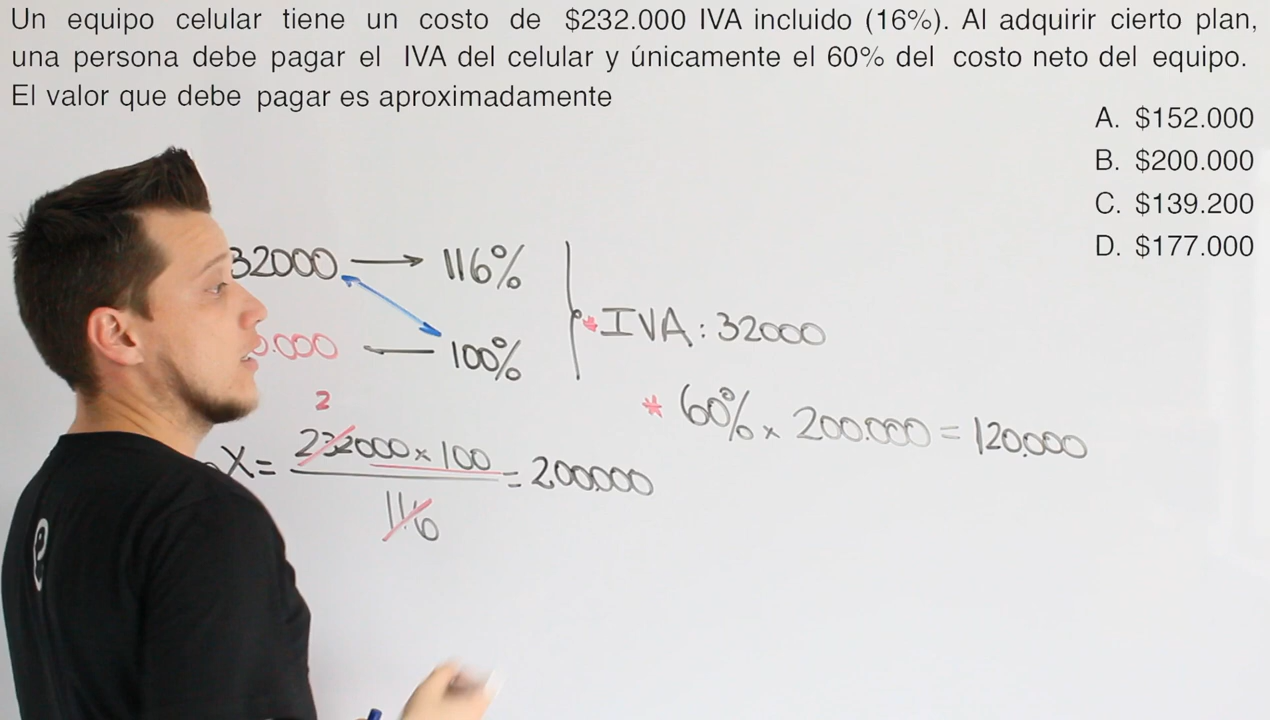 Un equipo celular tiene un costo de $232.000 IVA incluido (16%). Al adquirir cierto plan,
una persona debe pagar el IVA del celular y únicamente el 60% del costo neto del equipo.
El valor que debe pagar es aproximadamente
A. $152.000
B. $200.000
C. $139.200
D. $177.000
32000 → 116%
0.000 — 100%
* IVA : 32000
* 60% x 200.000 = 120.000
2
X = 232000 x 100 = 200000
116